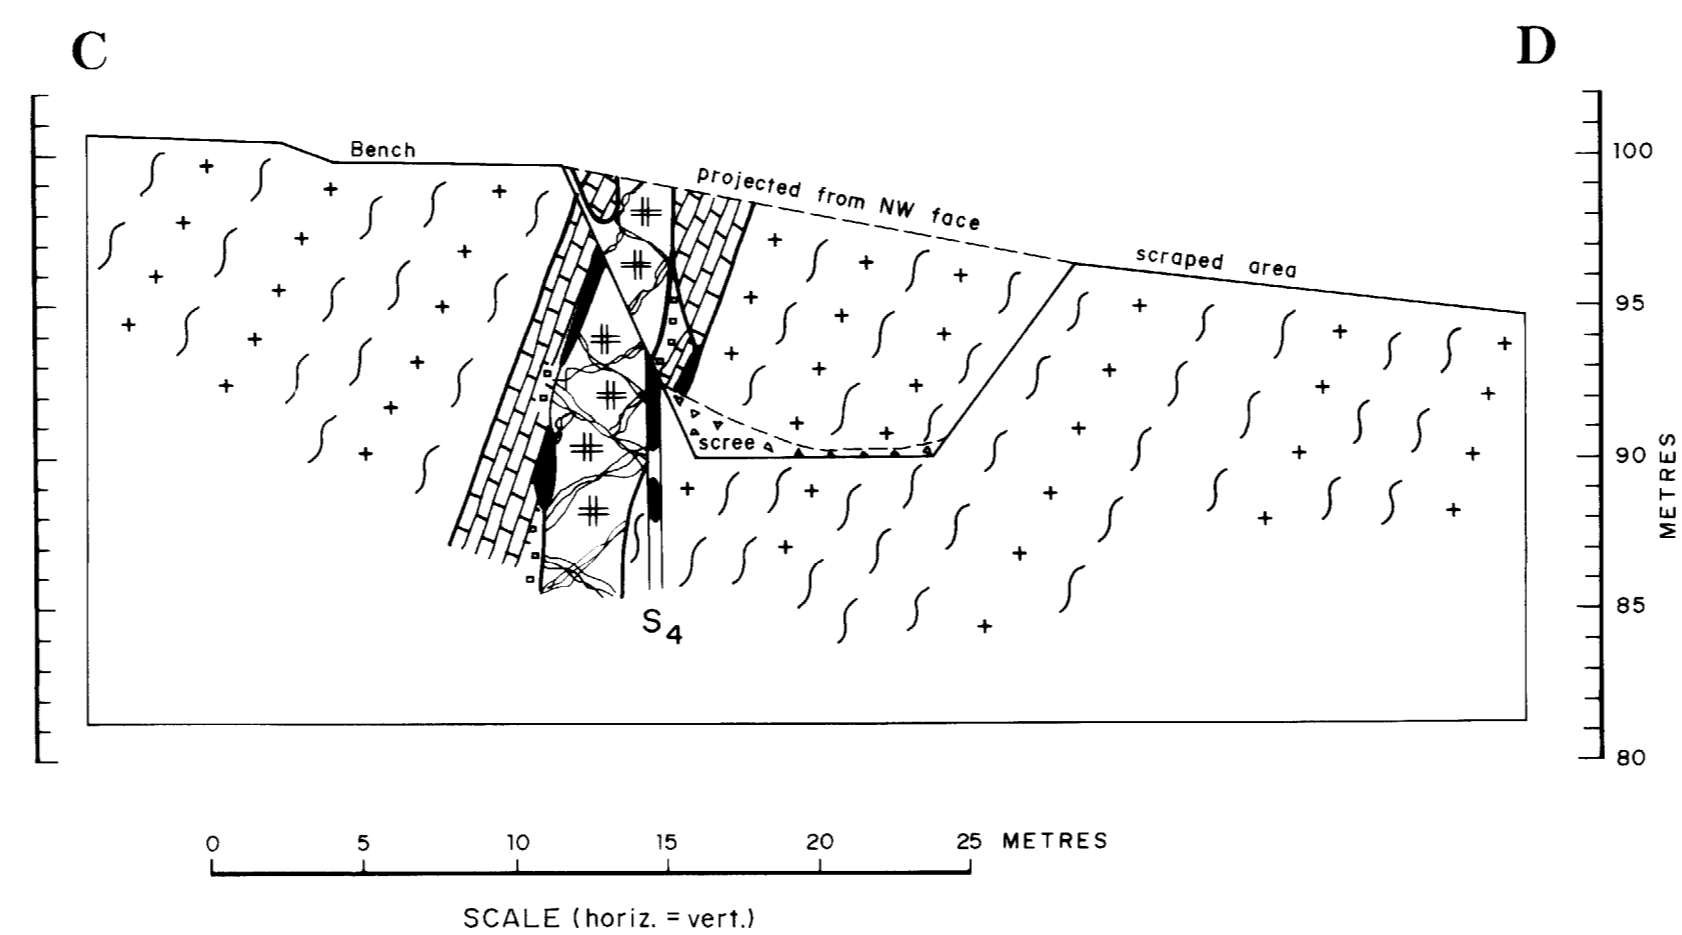 C
D
Bench
projected from NW face
scraped area
scree
S4
100
95
90
85
80
METRES
0 5 10 15 20 25 METRES
SCALE (horiz. = vert.)